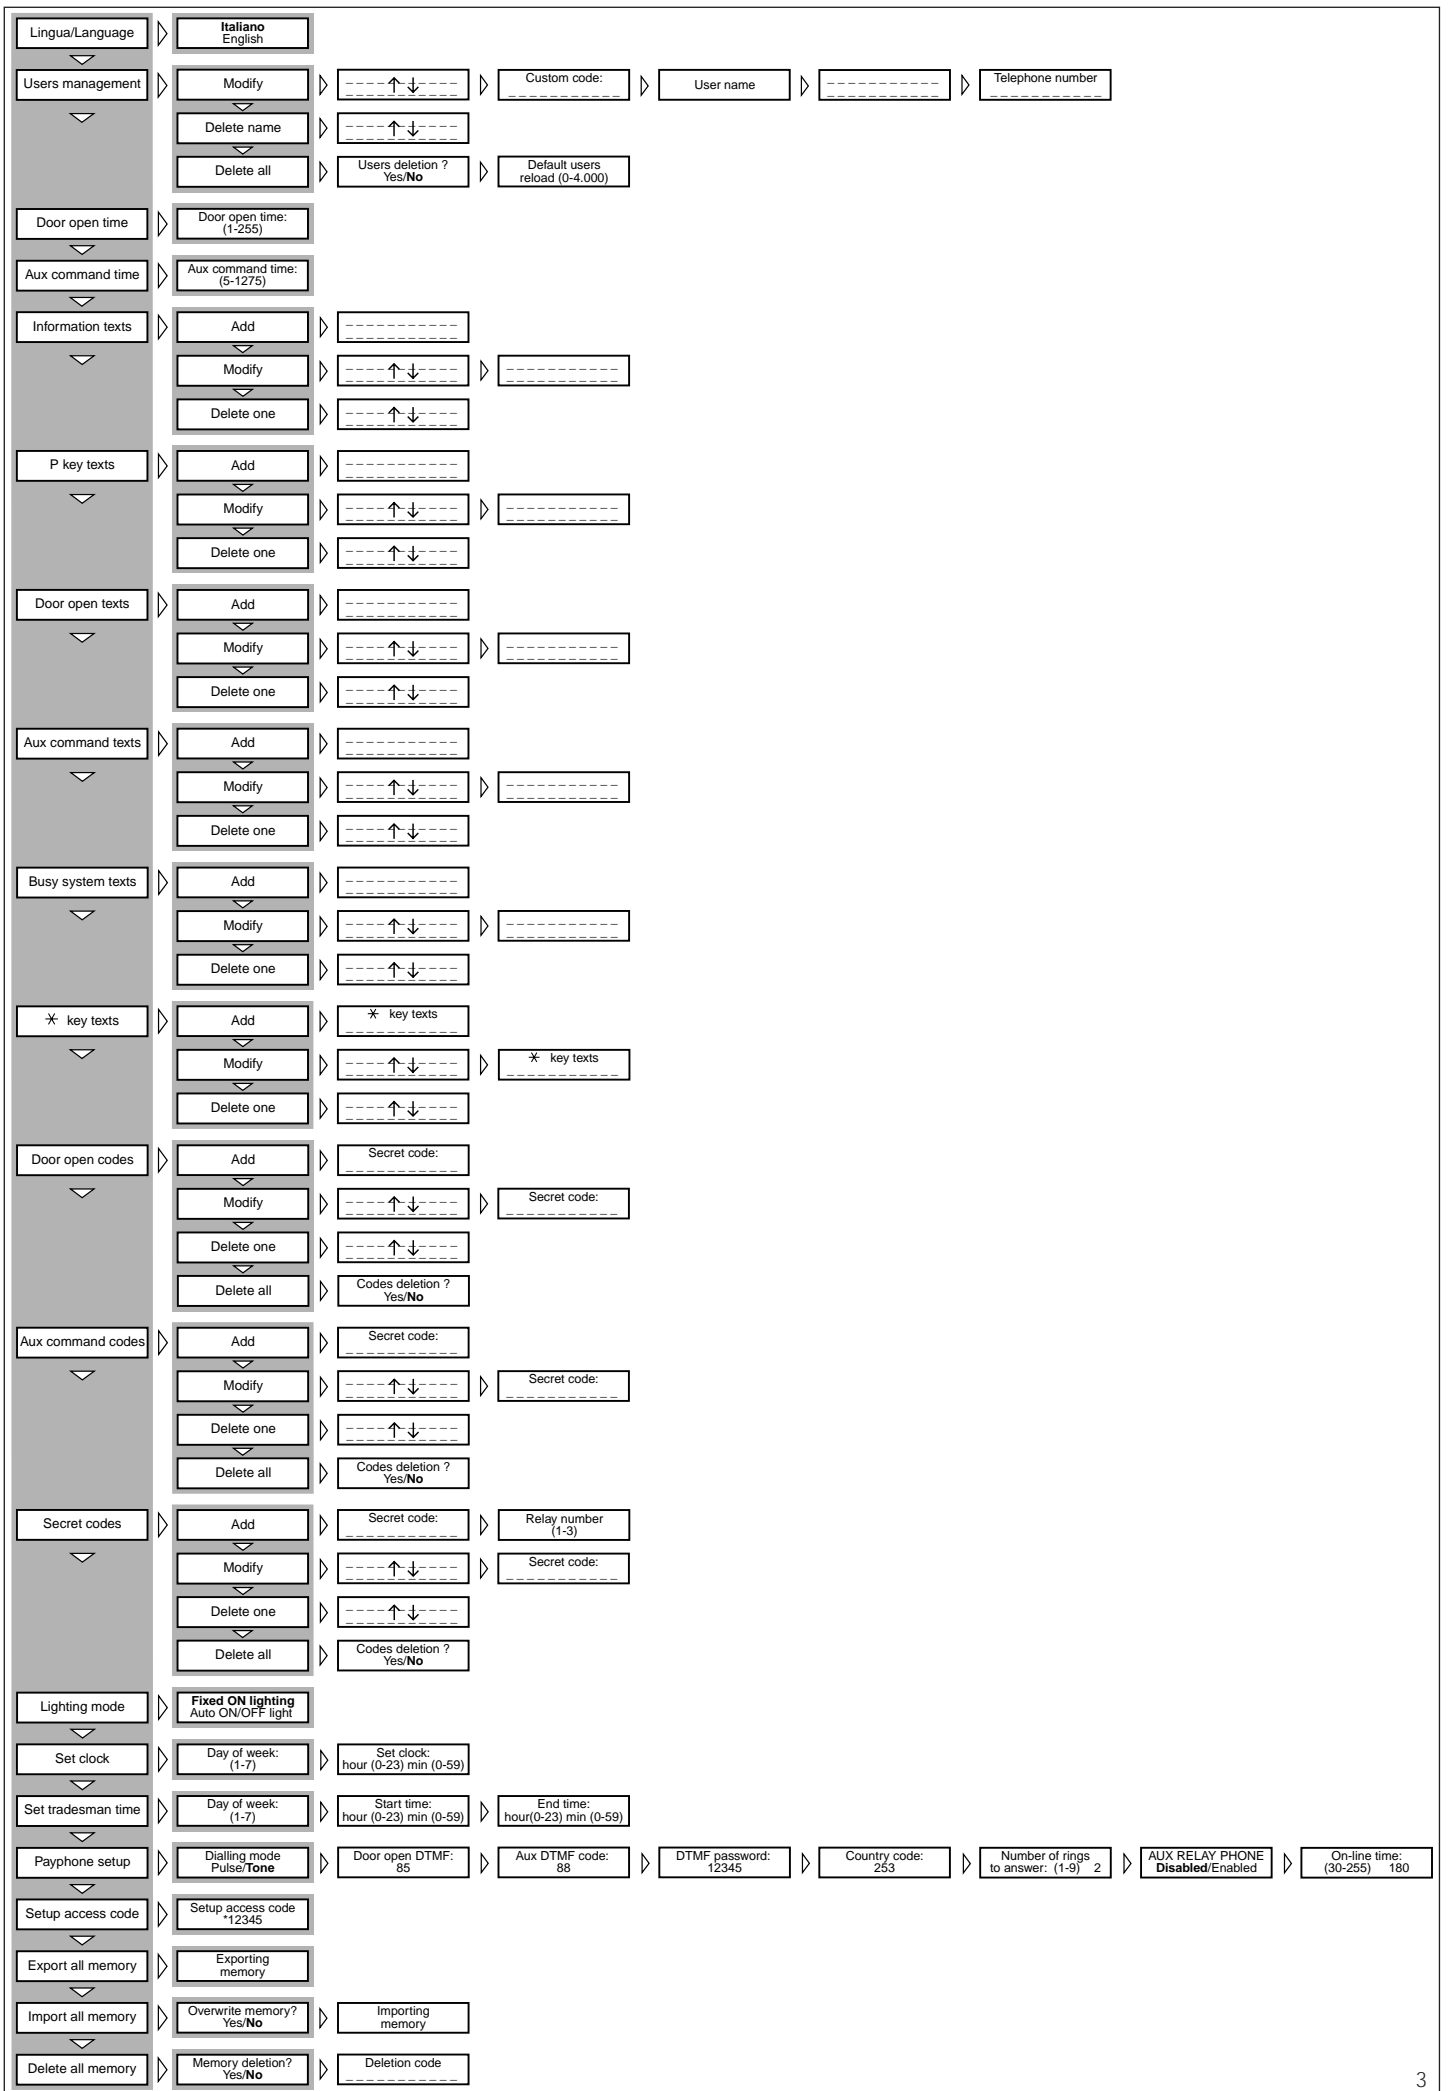 Lingua/Language
Italiano
English
Users management
Modify
Custom code:
User name
Telephone number
Delete name
Delete all
Users deletion ?
Yes/No
Default users
reload (0-4.000)
Door open time
Door open time:
(1-255)
Aux command time
Aux command time:
(5-1275)
Information texts
Add
Modify
Delete one
P key texts
Add
Modify
Delete one
Door open texts
Add
Modify
Delete one
Aux command texts
Add
Modify
Delete one
Busy system texts
Add
Modify
Delete one
* key texts
Add
* key texts
Modify
* key texts
Delete one
Door open codes
Add
Secret code:
Modify
Secret code:
Delete one
Delete all
Codes deletion ?
Yes/No
Aux command codes
Add
Secret code:
Modify
Secret code:
Delete one
Delete all
Codes deletion ?
Yes/No
Secret codes
Add
Secret code:
Relay number
(1-3)
Modify
Secret code:
Delete one
Delete all
Codes deletion ?
Yes/No
Lighting mode
Fixed ON lighting
Auto ON/OFF light
Set clock
Day of week:
(1-7)
Set clock:
hour (0-23) min (0-59)
Set tradesman time
Day of week:
(1-7)
Start time:
hour (0-23) min (0-59)
End time:
hour(0-23) min (0-59)
Payphone setup
Dialling mode
Pulse/Tone
Door open DTMF:
85
Aux DTMF code:
88
DTMF password:
12345
Country code:
253
Number of rings
to answer: (1-9) 2
AUX RELAY PHONE
Disabled/Enabled
On-line time:
(30-255) 180
Setup access code
Setup access code
*12345
Export all memory
Exporting
memory
Import all memory
Overwrite memory?
Yes/No
Importing
memory
Delete all memory
Memory deletion?
Yes/No
Deletion code
3